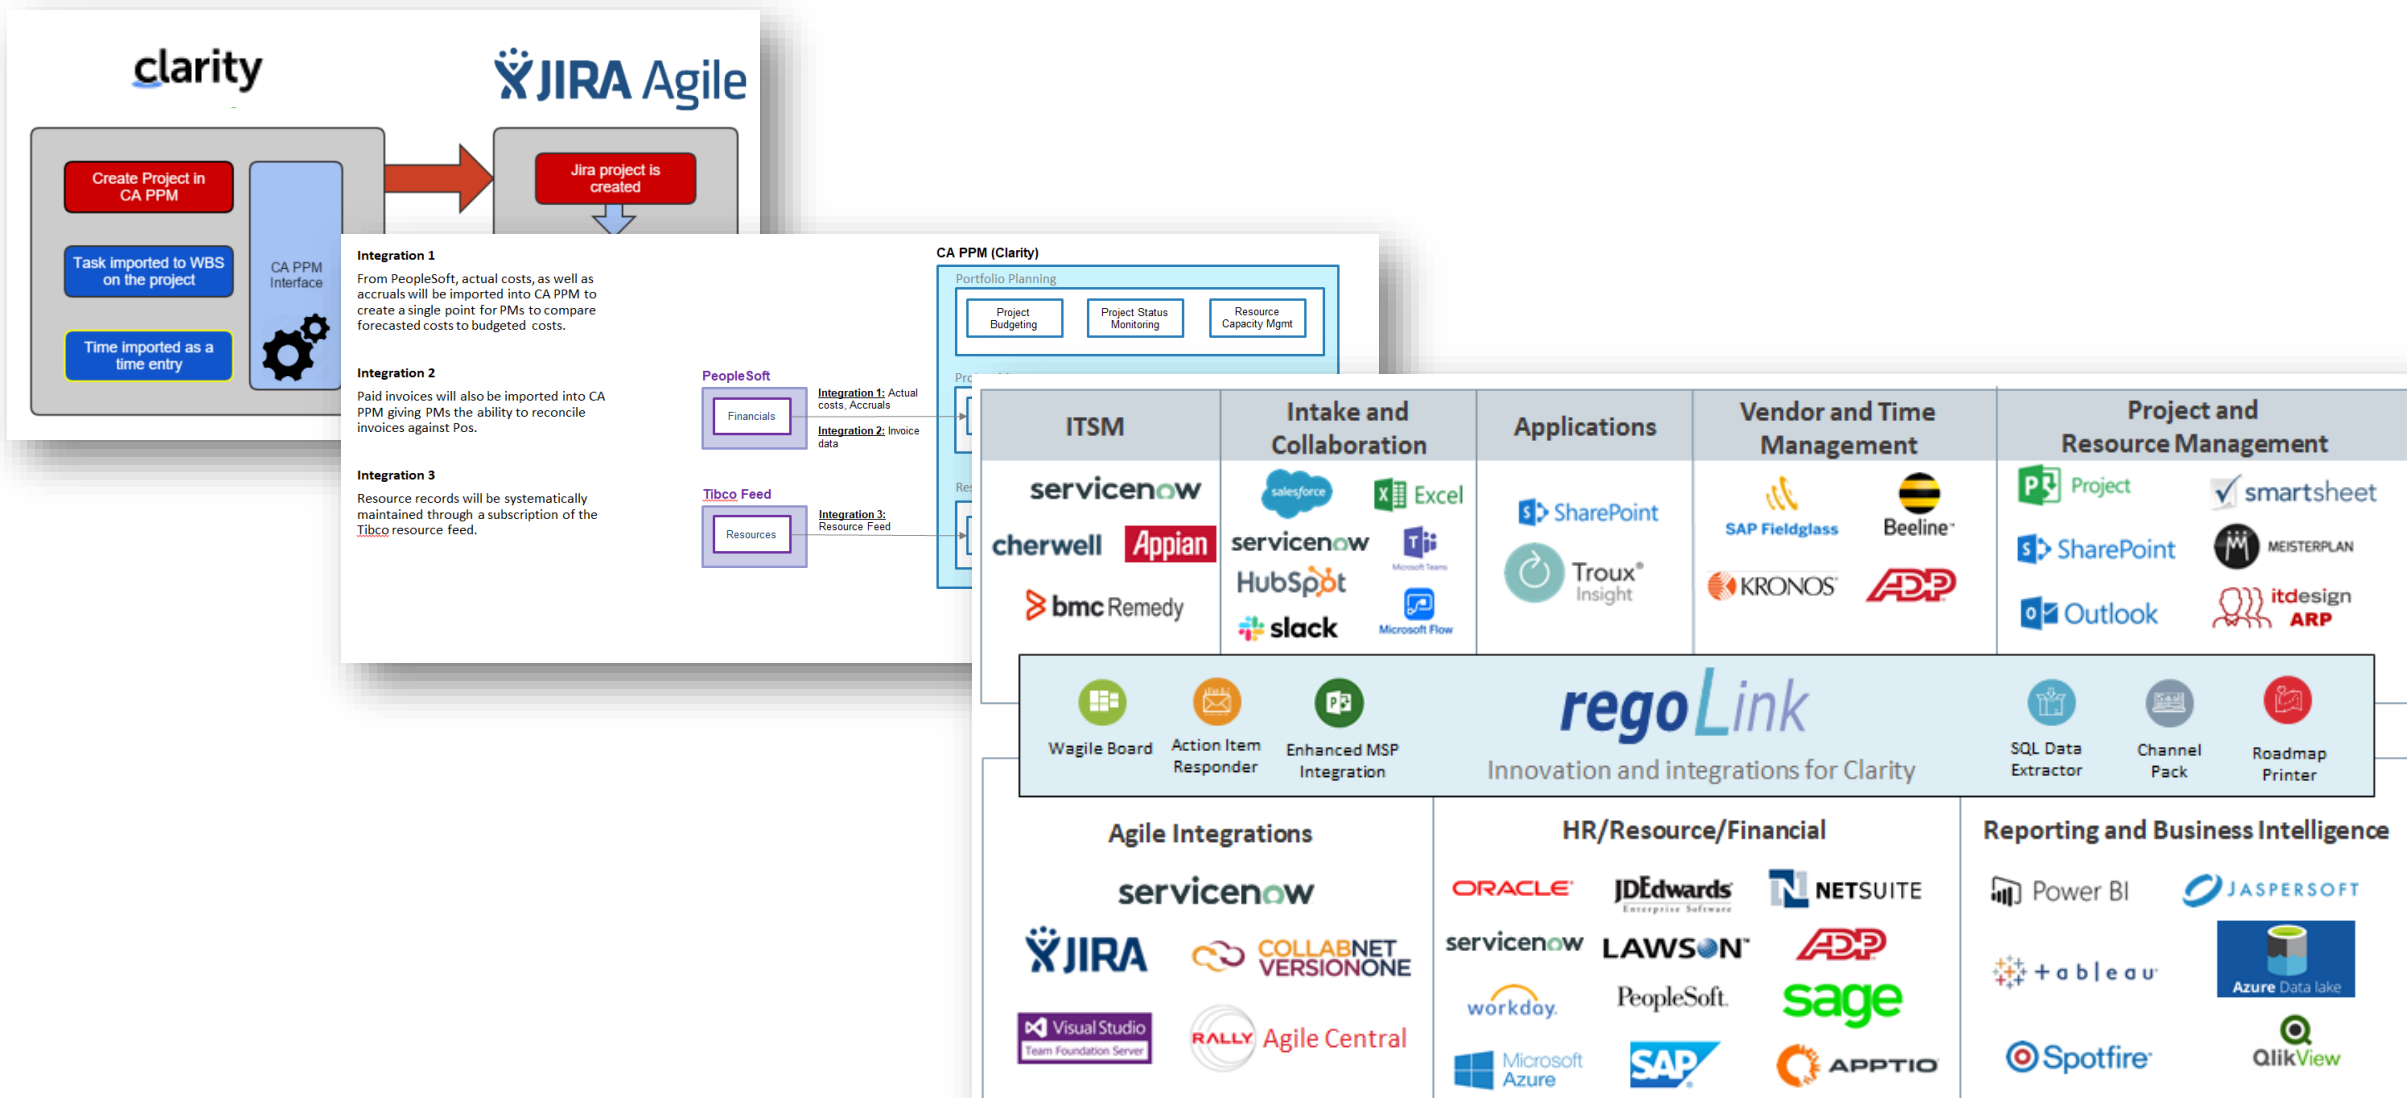 clarity
JIRA Agile
Create Project in
CA PPM
Task imported to WBS
on the project
Time imported as a
time entry
CA PPM
Interface
Jira project is
created
Integration 1
From PeopleSoft, actual costs, as well as
accruals will be imported into CA PPM to
create a single point for PMs to compare
forecasted costs to budgeted costs.
Integration 2
Paid invoices will also be imported into CA
PPM giving PMs the ability to reconcile
invoices against Pos.
Integration 3
Resource records will be systematically
maintained through a subscription of the
Tibco resource feed.
CA PPM (Clarity)
Portfolio Planning
Project
Budgeting
Project Status
Monitoring
Resource
Capacity Mgmt
PeopleSoft
Financials
Integration 1: Actual
costs, Accruals
Integration 2: Invoice
data
Tibco Feed
Resources
Integration 3:
Resource Feed
ITSM
servicenow
cherwell
Appian
bmc Remedy
Intake and
Collaboration
salesforce
Excel
servicenow
Microsoft Teams
HubSpot
slack
Microsoft Flow
Applications
SharePoint
Troux®
Insight
Vendor and Time
Management
SAP Fieldglass
Beeline™
KRONOS®
ADP
Project and
Resource Management
Project
smartsheet
SharePoint
MEISTERPLAN
Outlook
itdesign
ARP
Wagile Board
Action Item
Responder
Enhanced MSP
Integration
regoLink
Innovation and integrations for Clarity
SQL Data
Extractor
Channel
Pack
Roadmap
Printer
Agile Integrations
servicenow
JIRA
COLLABNET
VERSIONONE
Visual Studio
Team Foundation Server
RALLY Agile Central
HR/Resource/Financial
ORACLE®
JDEdwards
Enterprise Software
NETSUITE
servicenow
LAWSON™
ADP
workday.
PeopleSoft.
sage
Microsoft
Azure
SAP
APPTIO
Reporting and Business Intelligence
Power BI
JASPERSOFT
tableau
Azure Data lake
Spotfire
QlikView